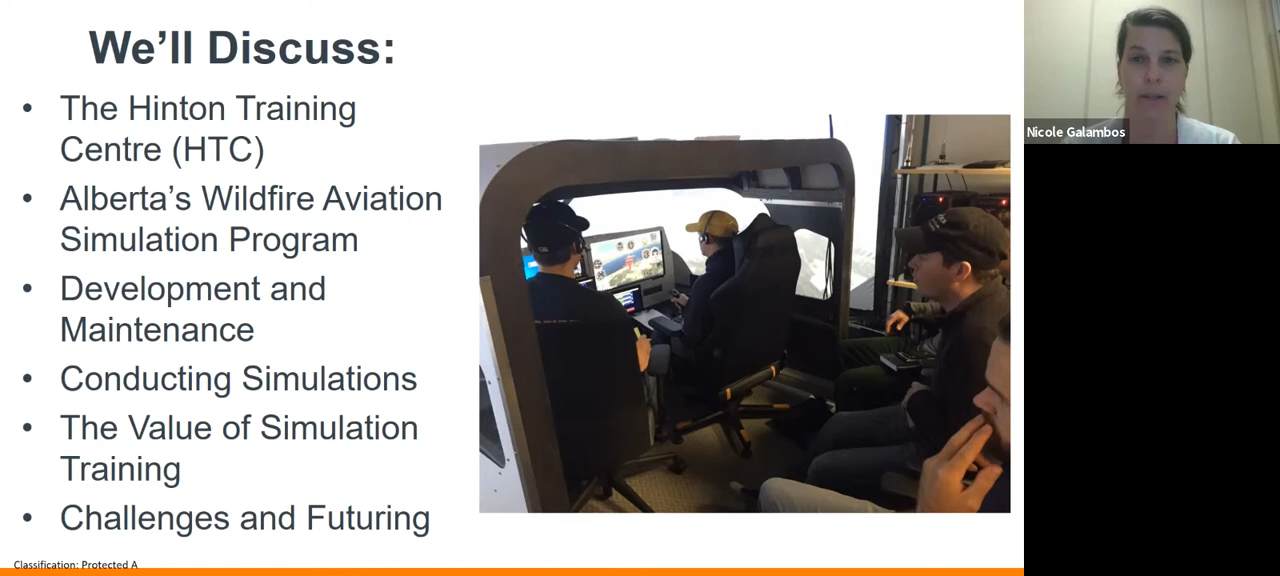 We'll Discuss:
• The Hinton Training
Centre (HTC)
• Alberta's Wildfire Aviation
Simulation Program
• Development and
Maintenance
• Conducting Simulations
• The Value of Simulation
Training
• Challenges and Futuring
Classification: Protected A
Nicole Galambos